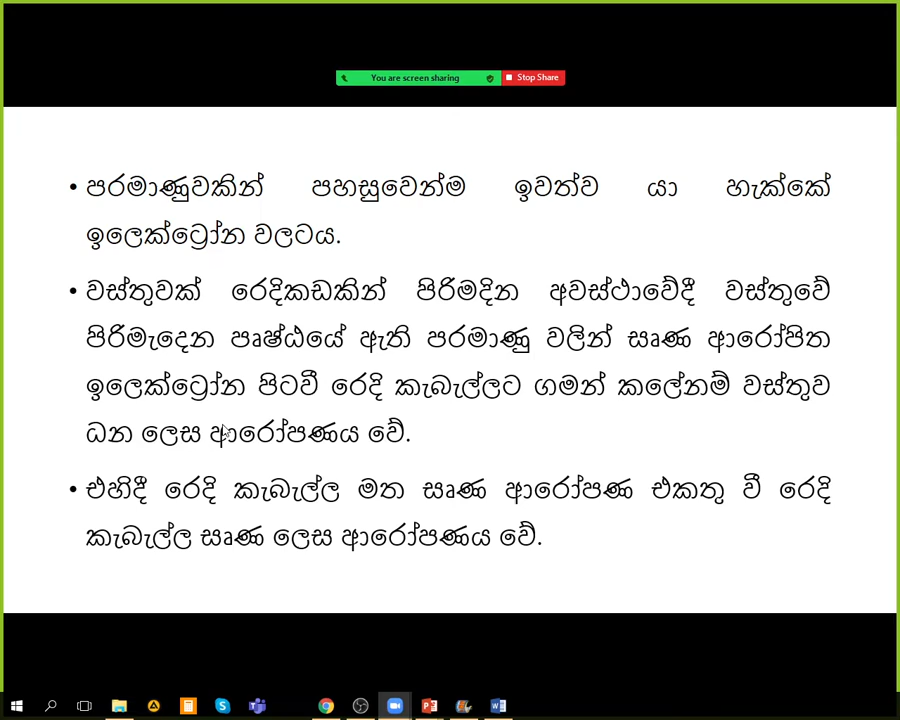 You are screen sharing Stop Share
• පරමාණුවකින් පහසුවෙන්ම ඉවත්ව යා හැක්කේ
ඉලෙක්ට්‍රෝන වලටය.
• වස්තුවක් රෙදිකඩකින් පිරිමදින අවස්ථාවේදී වස්තුවේ
පිරිමැදෙන පෘෂ්ඨයේ ඇති පරමාණු වලින් සෘණ ආරෝපිත
ඉලෙක්ට්‍රෝන පිටවී රෙදි කැබැල්ලට ගමන් කලේනම් වස්තුව
ධන ලෙස ආරෝපණය වේ.
• එහිදී රෙදි කැබැල්ල මත සෘණ ආරෝපණ එකතු වී රෙදි
කැබැල්ල සෘණ ලෙස ආරෝපණය වේ.